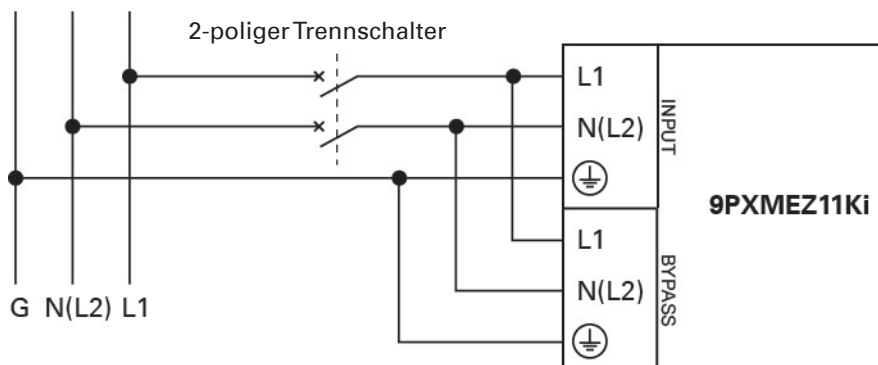 2-poliger Trennschalter
L1
N(L2)
INPUT
9PXMEZ11Ki
L1
N(L2)
BYPASS
G N(L2) L1